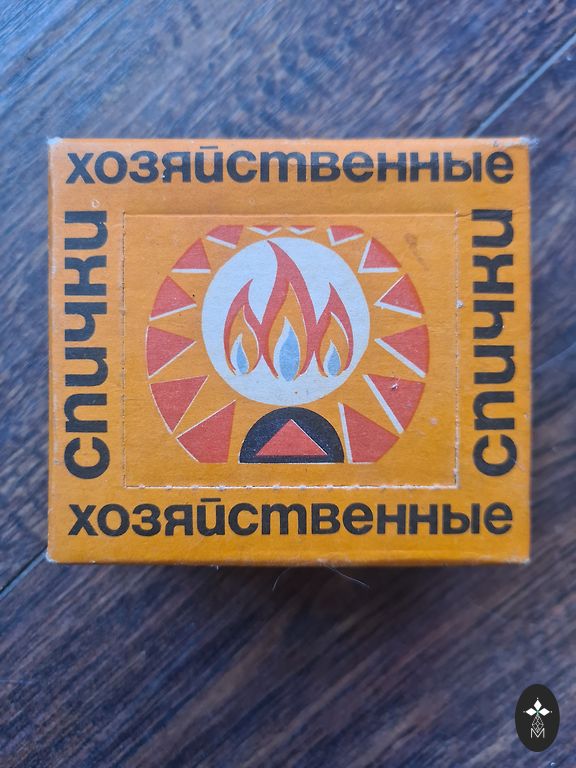 хозяйственные
спички
спички
хозяйственные
M